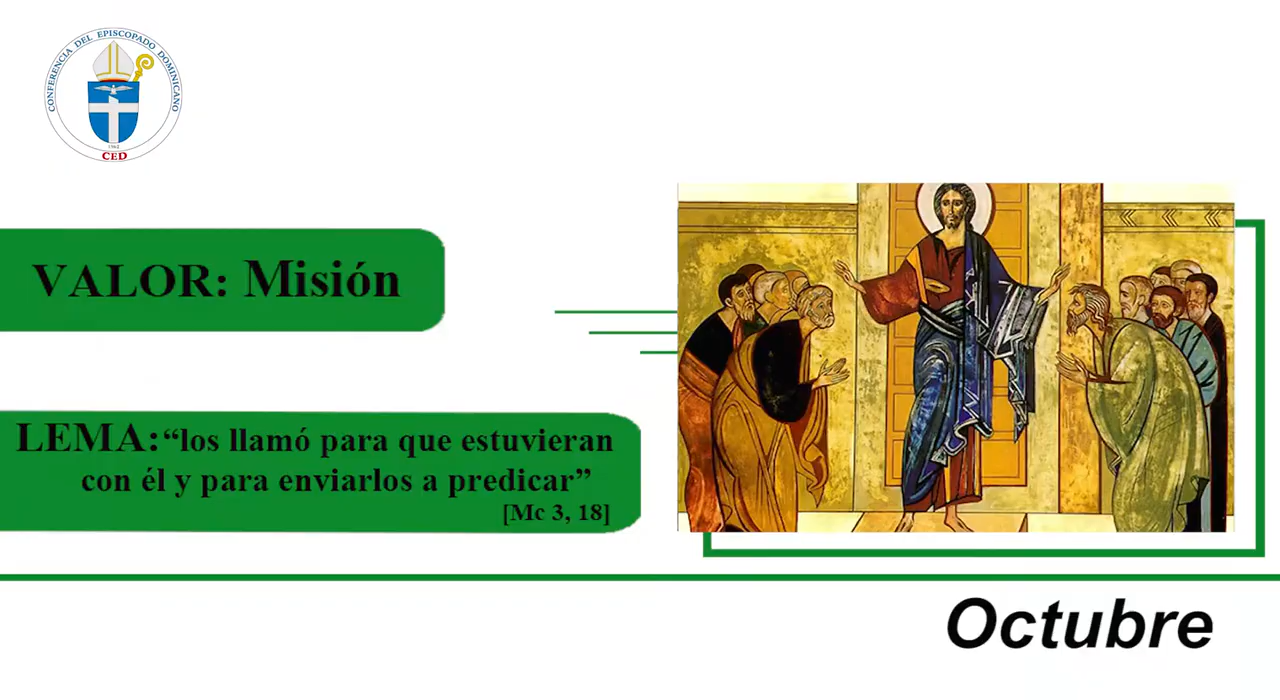 CONFERENCIA DEL EPISCOPADO DOMINICANO
1962
CED
VALOR: Misión
LEMA:“los llamó para que estuvieran
con él y para enviarlos a predicar”
[Mc 3, 18]
Octubre